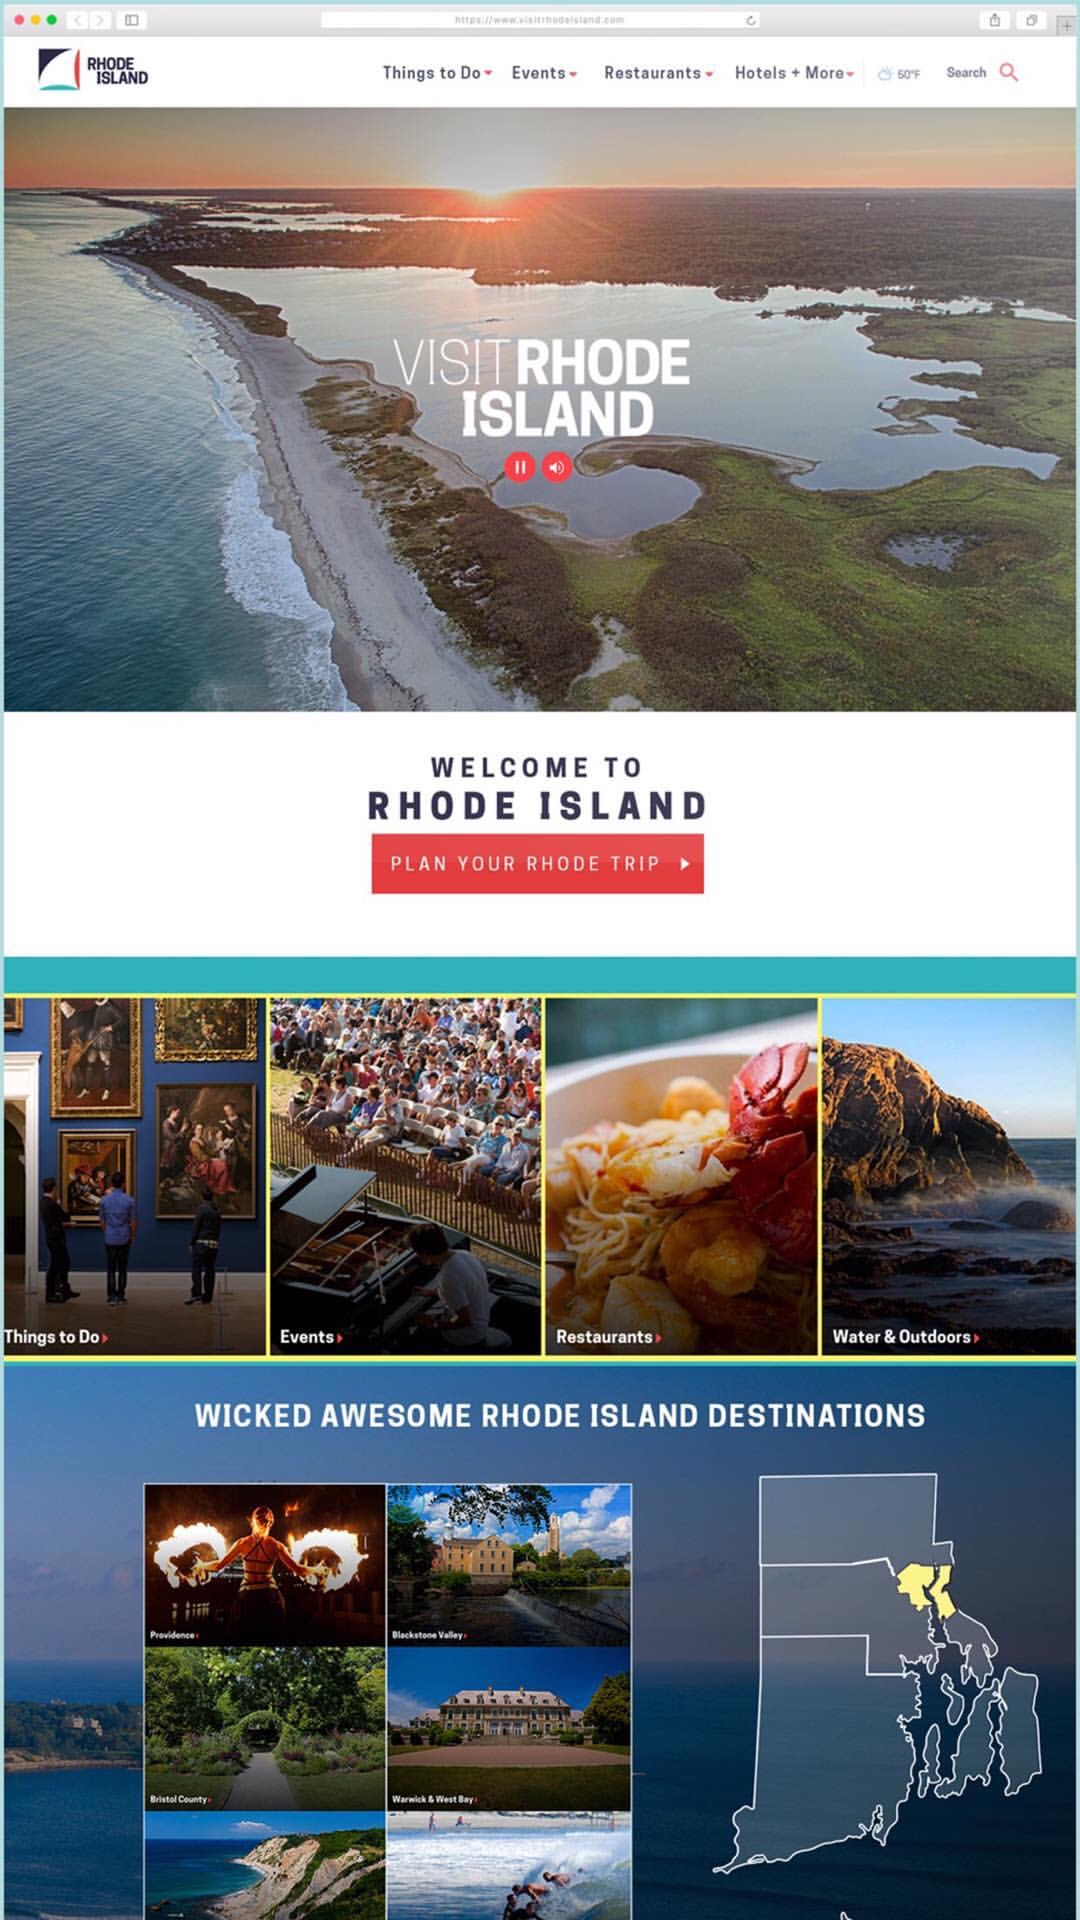 https://www.visitrhodeisland.com
RHODE
ISLAND
Things to Do
Events
Restaurants
Hotels + More
50°F
Search
VISIT RHODE
ISLAND
WELCOME TO
RHODE ISLAND
PLAN YOUR RHODE TRIP
Things to Do
Events
Restaurants
Water & Outdoors
WICKED AWESOME RHODE ISLAND DESTINATIONS
Providence
Blackstone Valley
Bristol County
Warwick & West Bay